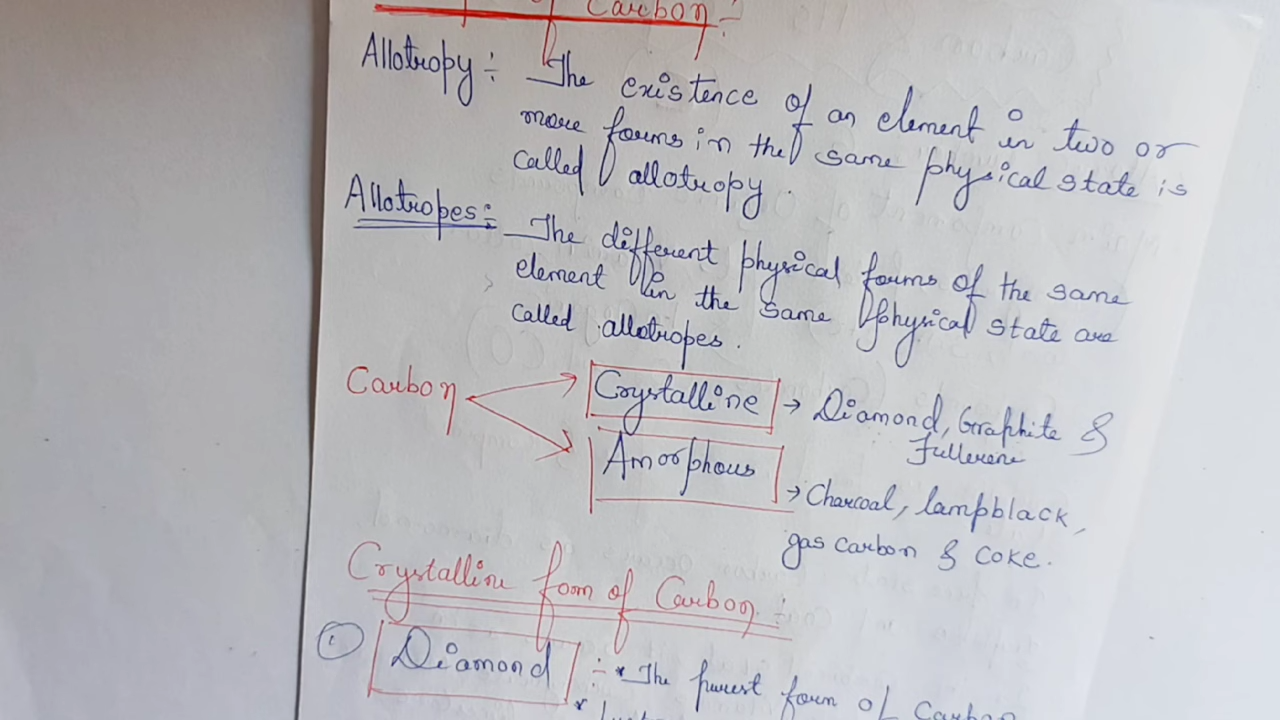 of Carbon :-
Allotropy :- The existence of an element in two or
more forms in the same physical state is
called allotropy.
Allotropes :- The different physical forms of the same
element in the same physical state are
called allotropes.
Carbon
Crystalline → Diamond, Graphite &
Fullerene
Amorphous
→ Charcoal, lampblack,
gas carbon & coke.
Crystalline form of Carbon :
① Diamond :- * The purest form of Carbon
*